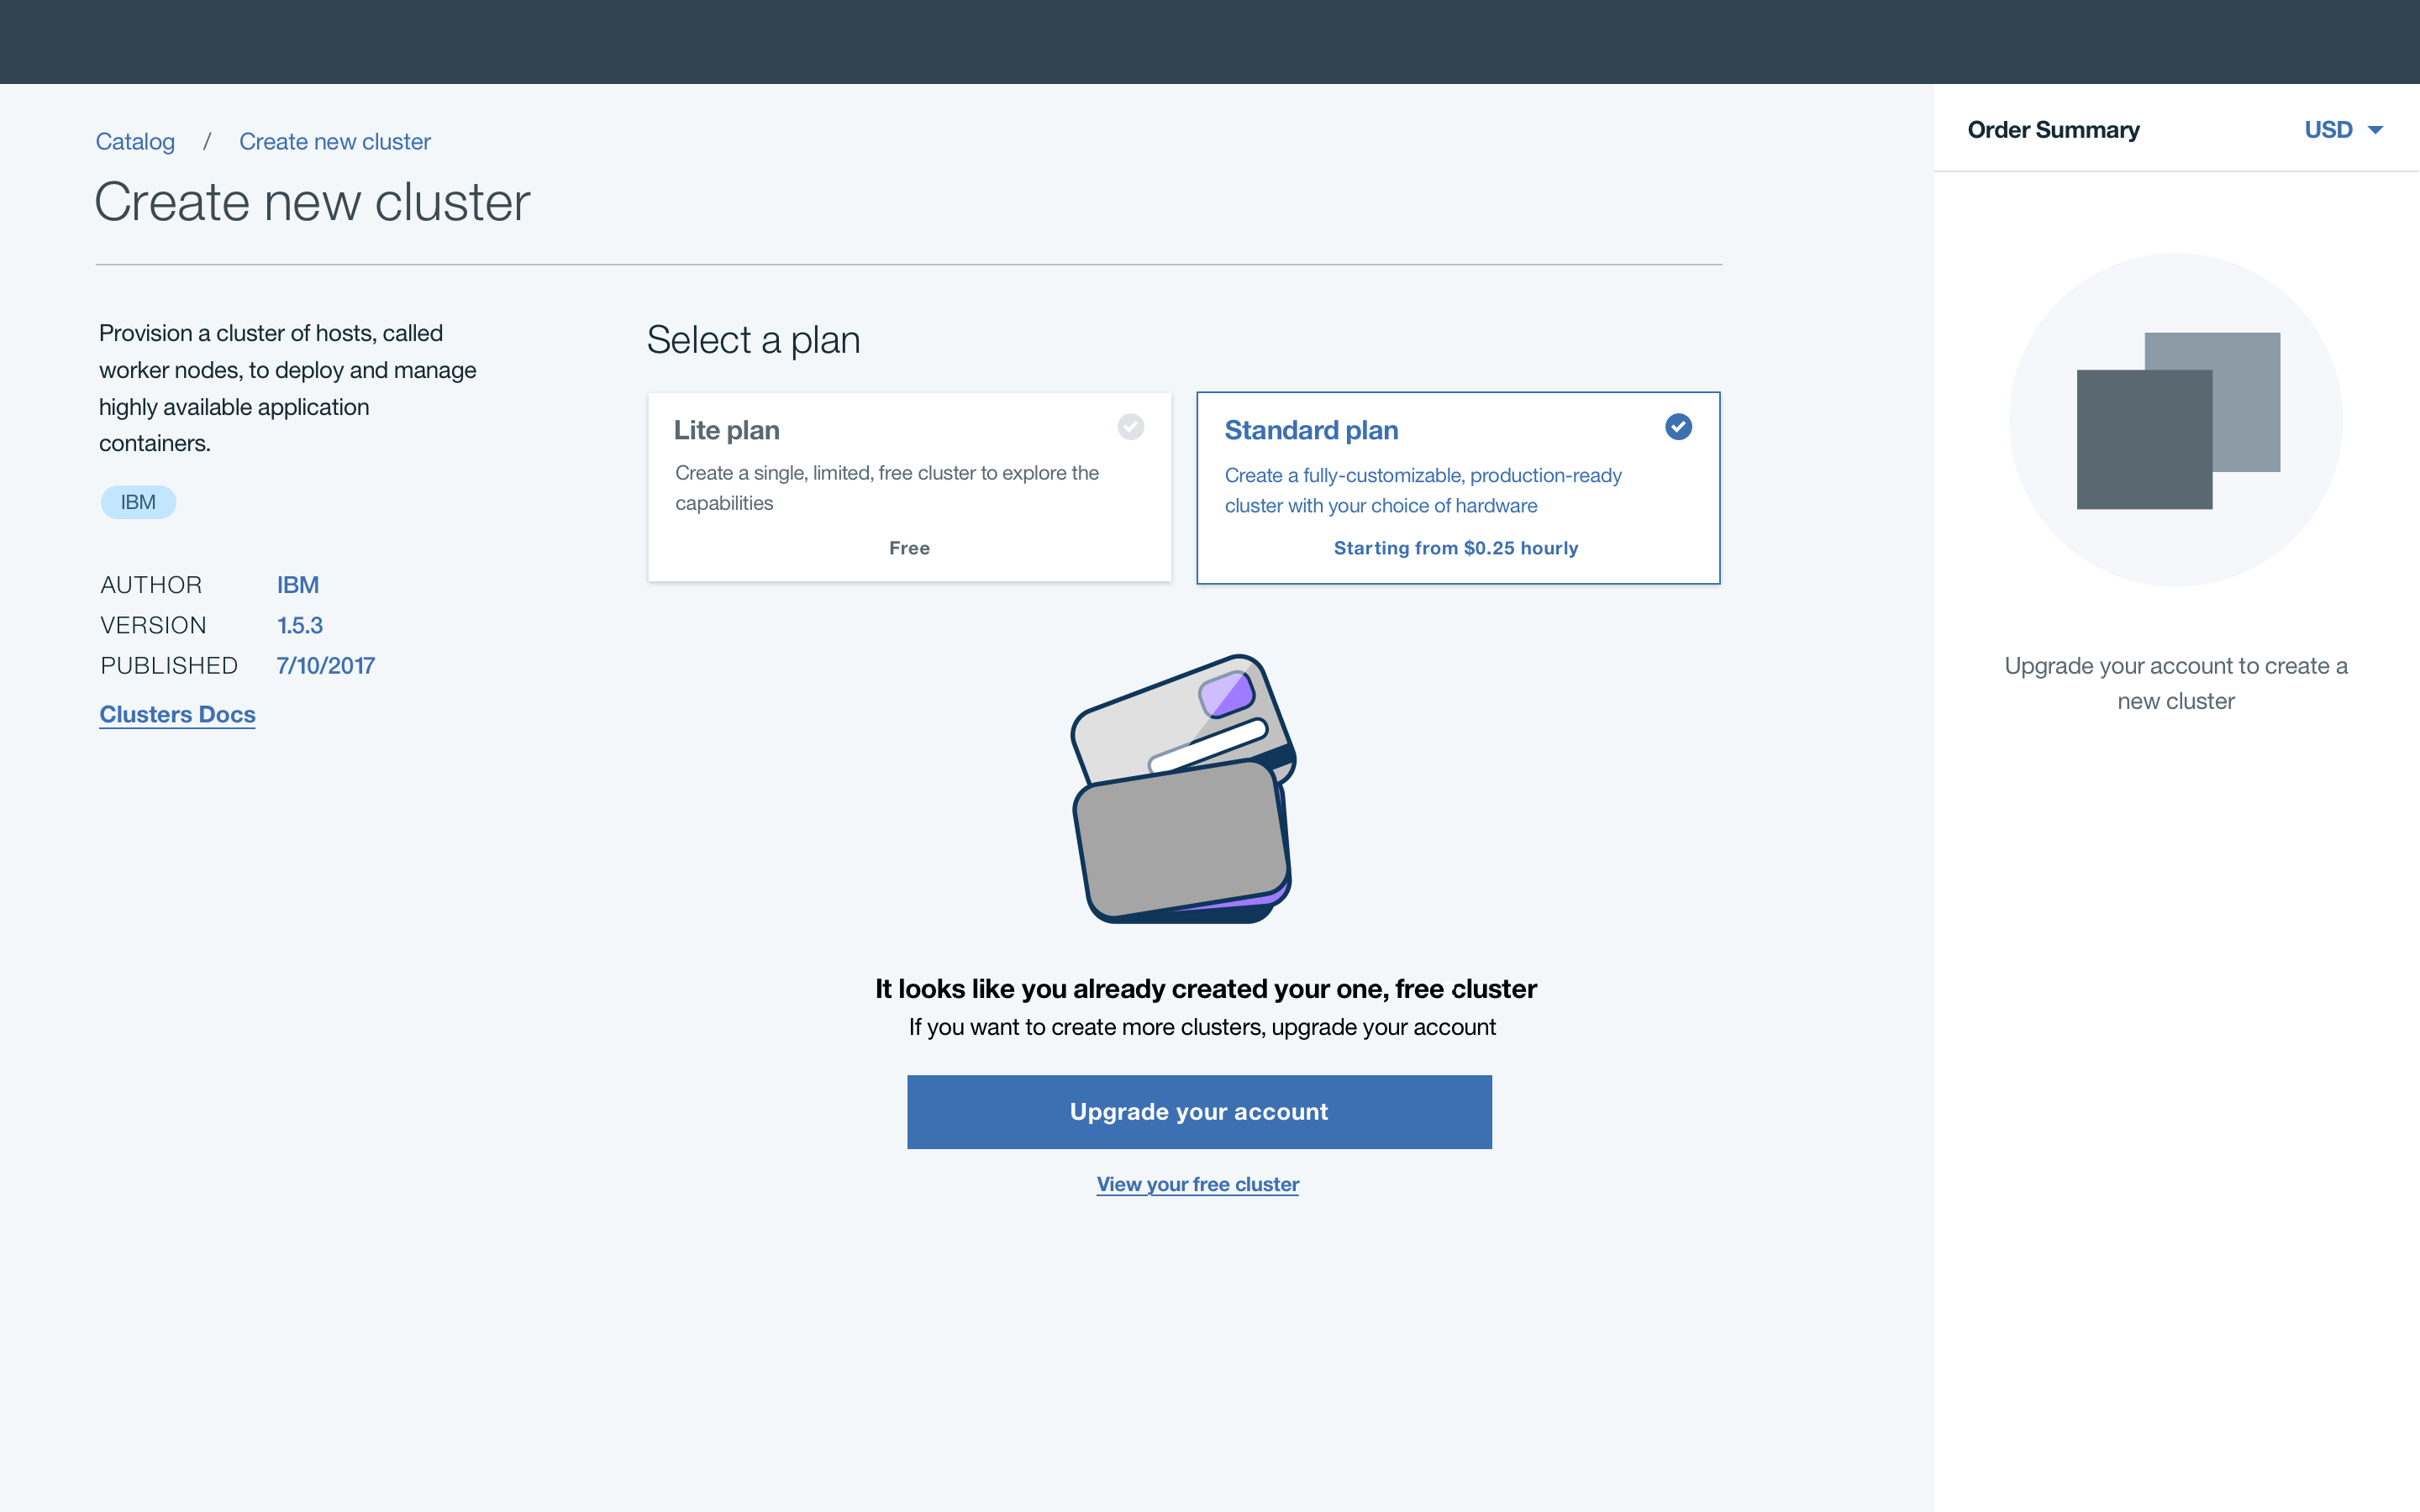 Catalog / Create new cluster
Create new cluster
Provision a cluster of hosts, called
worker nodes, to deploy and manage
highly available application
containers.
IBM
AUTHOR IBM
VERSION 1.5.3
PUBLISHED 7/10/2017
Clusters Docs
Select a plan
Lite plan
Create a single, limited, free cluster to explore the
capabilities
Free
Standard plan
Create a fully-customizable, production-ready
cluster with your choice of hardware
Starting from $0.25 hourly
It looks like you already created your one, free cluster
If you want to create more clusters, upgrade your account
Upgrade your account
View your free cluster
Order Summary USD
Upgrade your account to create a
new cluster